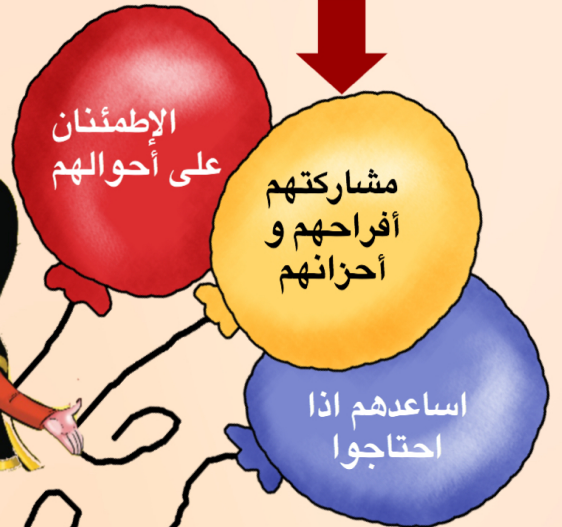 الإطمئنان
على أحوالهم
مشاركتهم
أفراحهم و
أحزانهم
اساعدهم اذا
احتاجوا